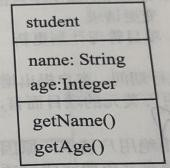 student
name: String
age:Integer
getName()
getAge()